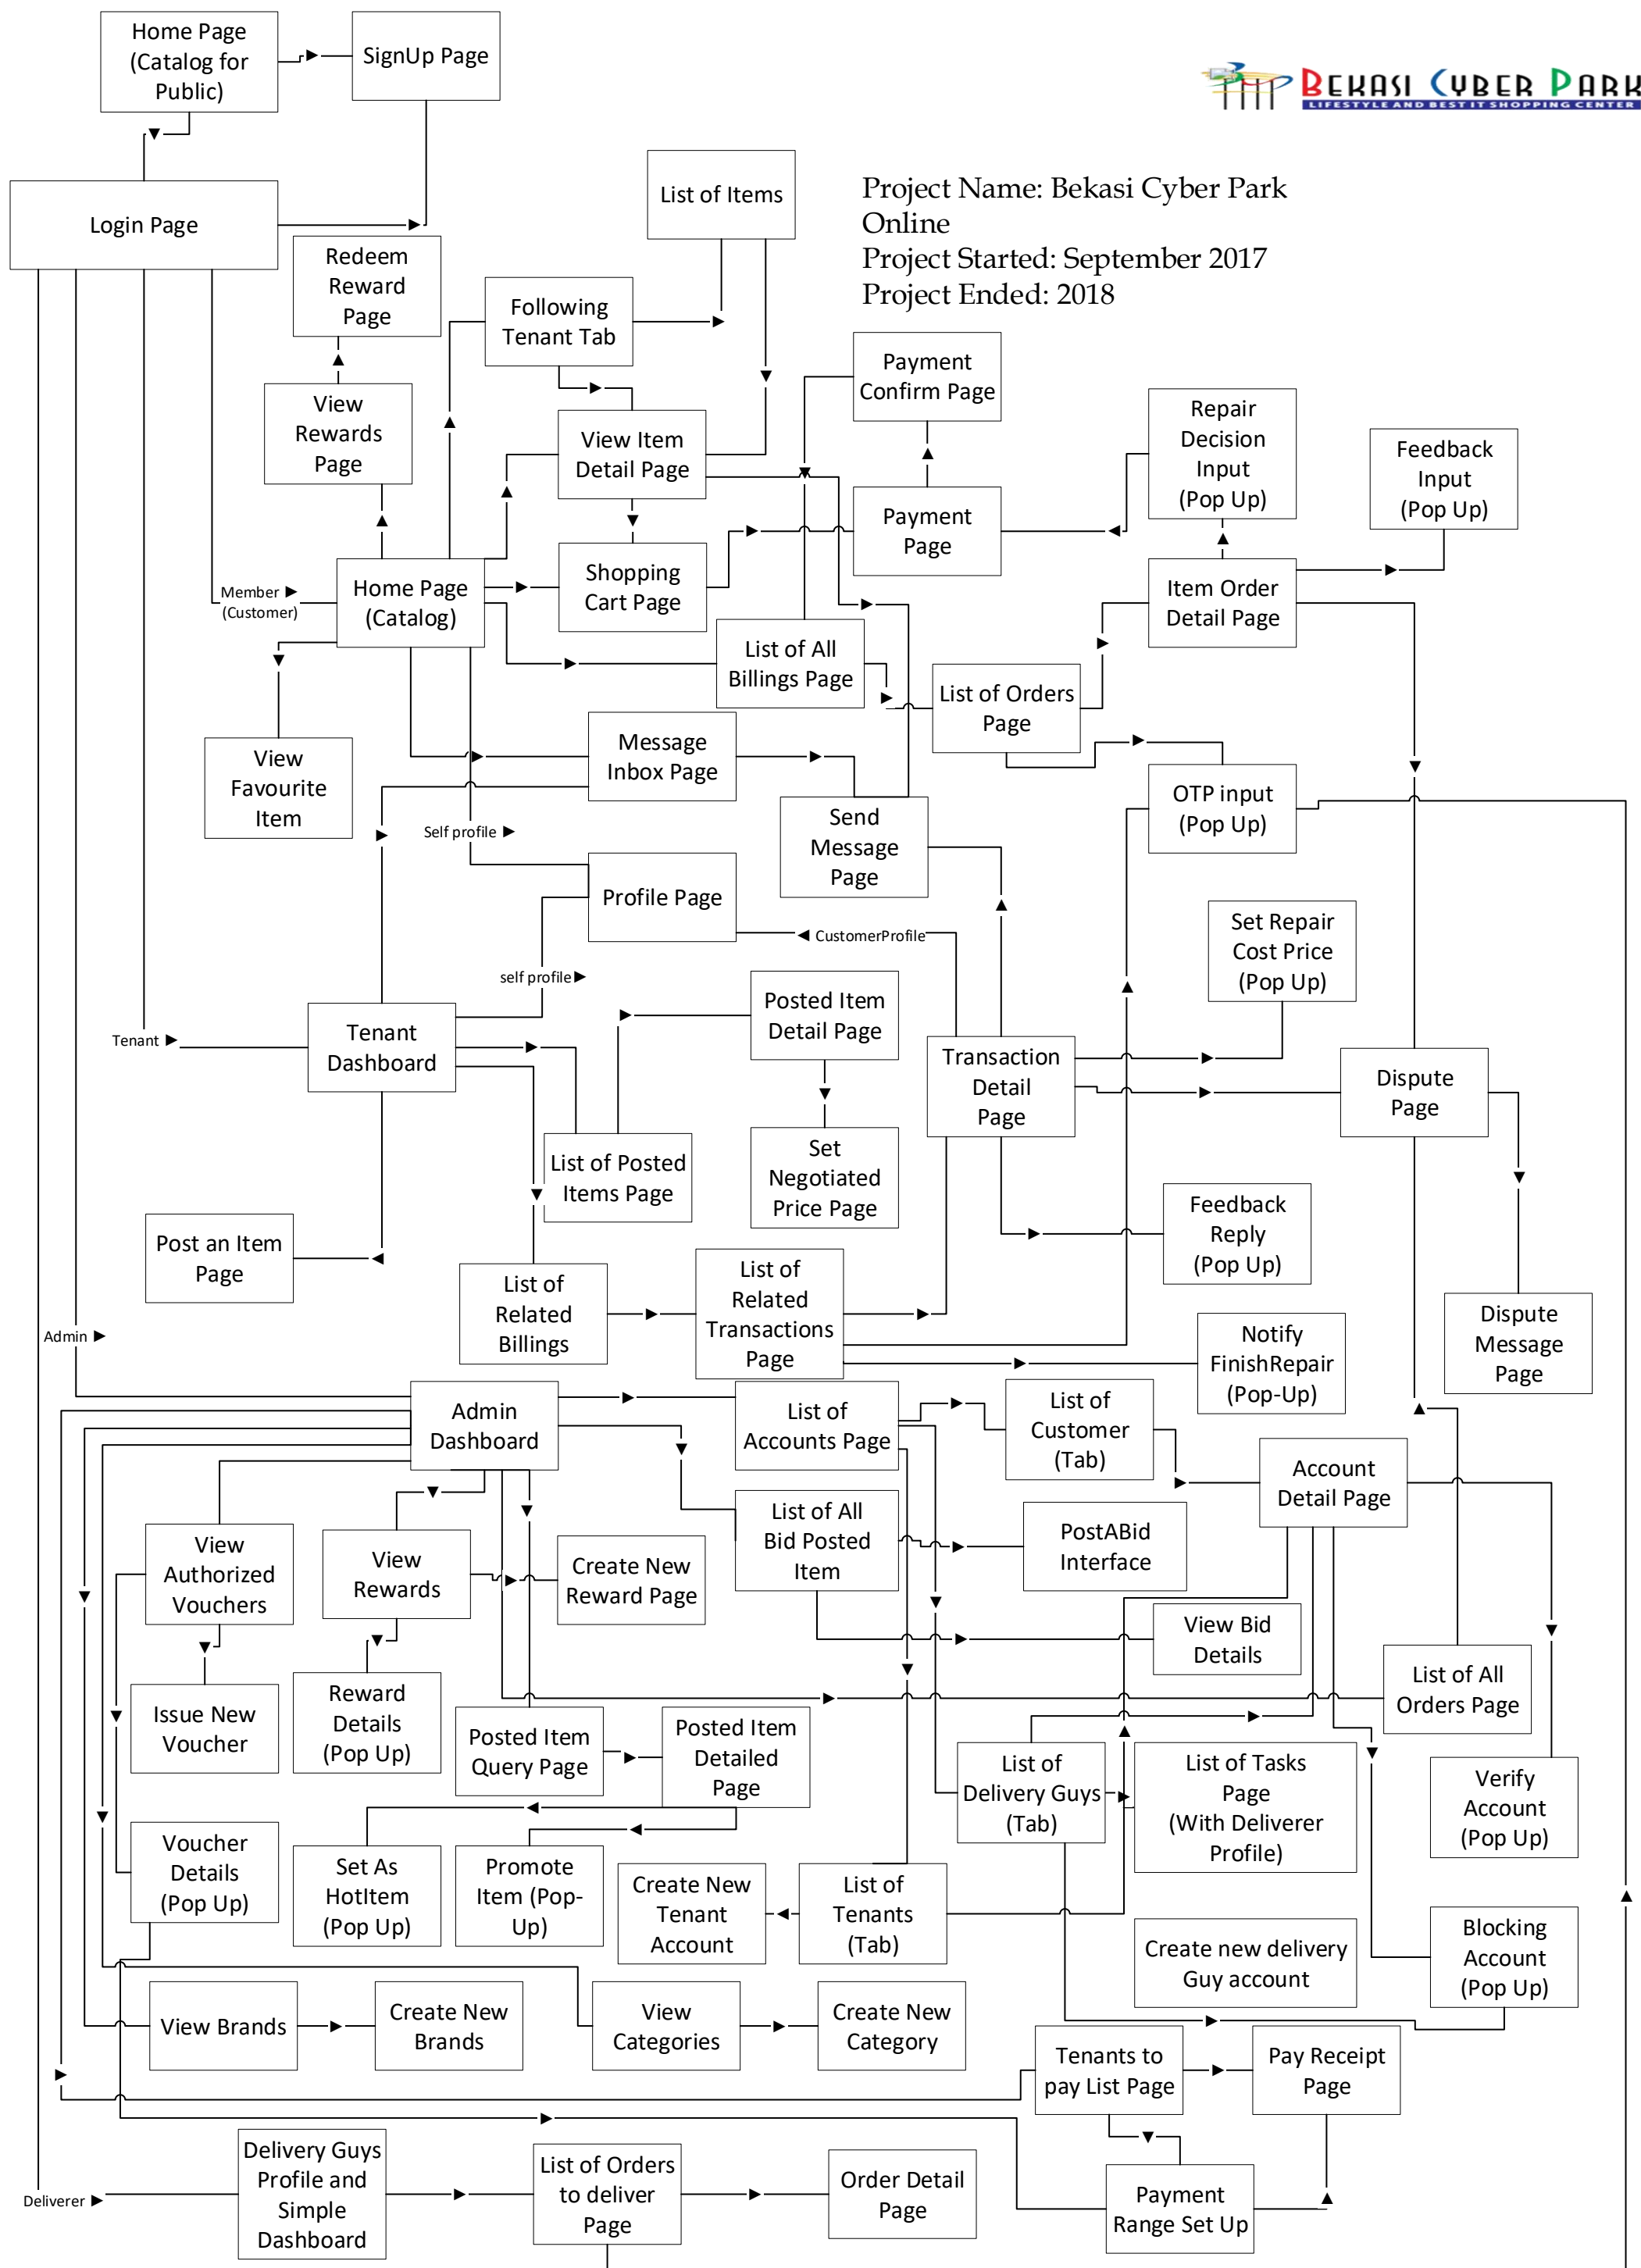 Home Page
(Catalog for
Public)
SignUp Page
BEKASI CYBER PARK
LIFESTYLE AND BEST IT SHOPPING CENTER
Project Name: Bekasi Cyber Park
Online
Project Started: September 2017
Project Ended: 2018
Login Page
List of Items
Redeem
Reward
Page
Following
Tenant Tab
Payment
Confirm Page
View
Rewards
Page
View Item
Detail Page
Repair
Decision
Input
(Pop Up)
Feedback
Input
(Pop Up)
Payment
Page
Member
(Customer)
Home Page
(Catalog)
Shopping
Cart Page
Item Order
Detail Page
List of All
Billings Page
List of Orders
Page
View
Favourite
Item
Message
Inbox Page
OTP input
(Pop Up)
Send
Message
Page
Self profile
Profile Page
CustomerProfile
Set Repair
Cost Price
(Pop Up)
self profile
Posted Item
Detail Page
Tenant
Tenant
Dashboard
Transaction
Detail
Page
Dispute
Page
List of Posted
Items Page
Set
Negotiated
Price Page
Feedback
Reply
(Pop Up)
Post an Item
Page
List of
Related
Billings
List of
Related
Transactions
Page
Dispute
Message
Page
Admin
Notify
FinishRepair
(Pop-Up)
Admin
Dashboard
List of
Accounts Page
List of
Customer
(Tab)
Account
Detail Page
View
Authorized
Vouchers
View
Rewards
Create New
Reward Page
List of All
Bid Posted
Item
PostABid
Interface
View Bid
Details
List of All
Orders Page
Issue New
Voucher
Reward
Details
(Pop Up)
Posted Item
Query Page
Posted Item
Detailed
Page
List of
Delivery Guys
(Tab)
List of Tasks
Page
(With Deliverer
Profile)
Verify
Account
(Pop Up)
Voucher
Details
(Pop Up)
Set As
HotItem
(Pop Up)
Promote
Item (Pop-
Up)
Create New
Tenant
Account
List of
Tenants
(Tab)
Create new delivery
Guy account
Blocking
Account
(Pop Up)
View Brands
Create New
Brands
View
Categories
Create New
Category
Tenants to
pay List Page
Pay Receipt
Page
Deliverer
Delivery Guys
Profile and
Simple
Dashboard
List of Orders
to deliver
Page
Order Detail
Page
Payment
Range Set Up